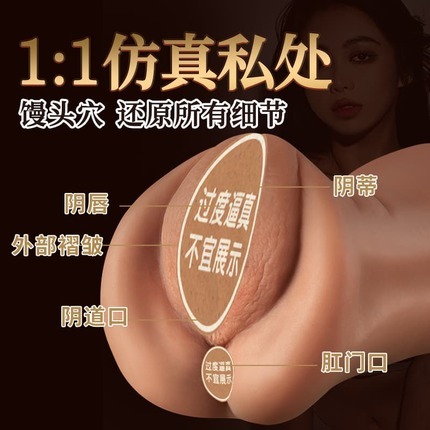 1:1仿真私处
馒头穴 还原所有细节
阴唇
阴蒂
过度逼真
不宜展示
外部褶皱
阴道口
肛门口
过度逼真
不宜展示